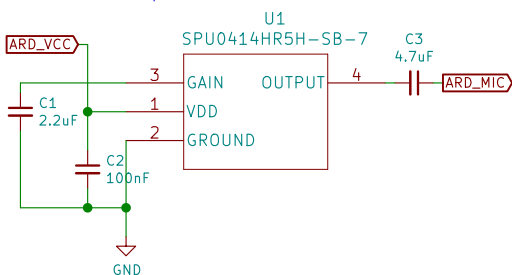 U1
SPU0414HR5H-SB-7
ARD_VCC
C3
4.7uF
3 GAIN OUTPUT 4
ARD_MIC
C1
2.2uF
1 VDD
2 GROUND
C2
100nF
GND